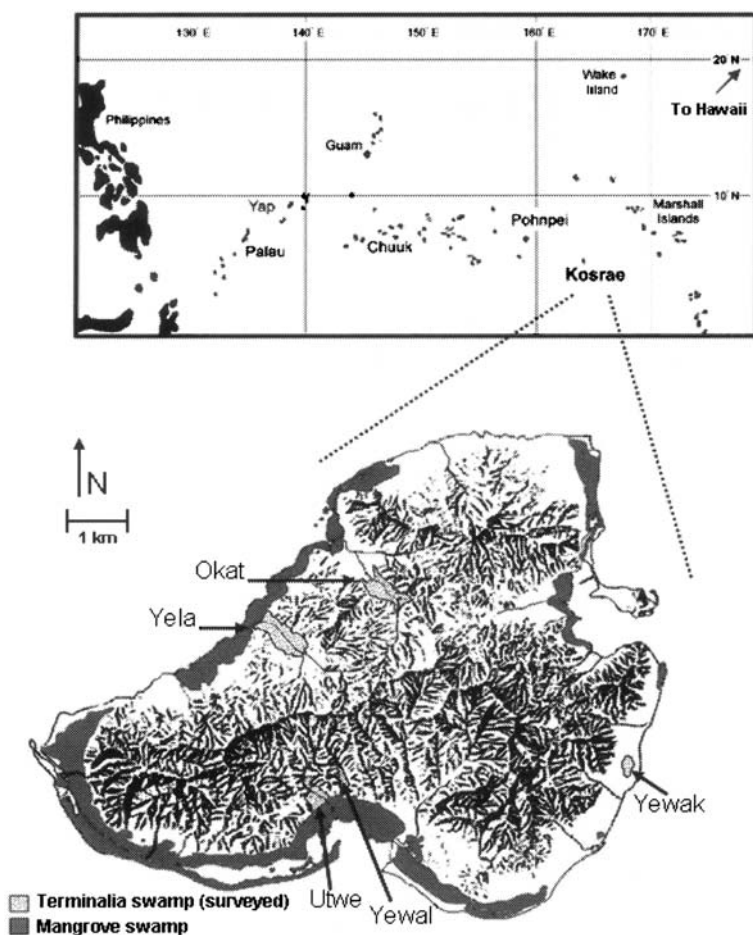 130° E 140° E 150° E 160° E 170° E
20 N
Wake Island
To Hawaii
Philippines
Guam
10° N
Yap
Marshall Islands
Pohnpei
Palau
Chuuk
Kosrae
N
1 km
Okat
Yela
Yewak
Utwe
Yewal
Terminalia swamp (surveyed)
Mangrove swamp